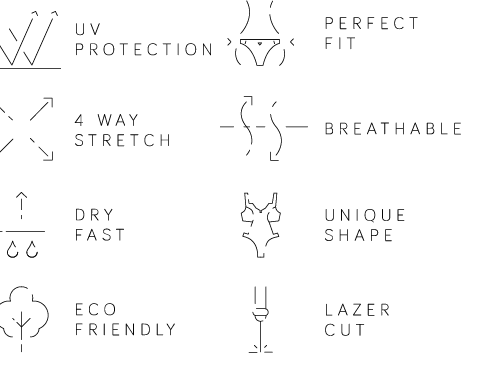 UV
PROTECTION
PERFECT
FIT
4 WAY
STRETCH
BREATHABLE
DRY
FAST
UNIQUE
SHAPE
ECO
FRIENDLY
LAZER
CUT